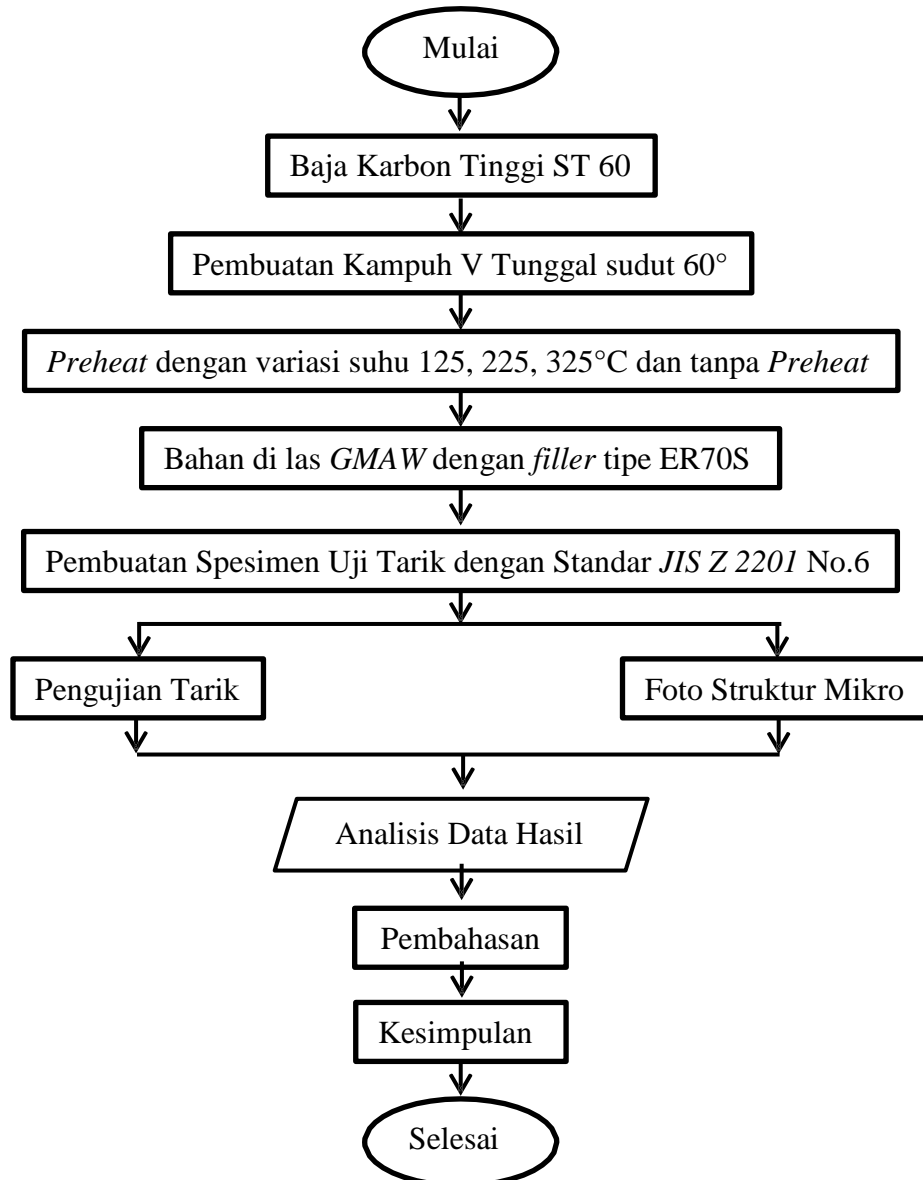 Mulai
Baja Karbon Tinggi ST 60
Pembuatan Kampuh V Tunggal sudut 60°
Preheat dengan variasi suhu 125, 225, 325°C dan tanpa Preheat
Bahan di las GMAW dengan filler tipe ER70S
Pembuatan Spesimen Uji Tarik dengan Standar JIS Z 2201 No.6
Pengujian Tarik
Foto Struktur Mikro
Analisis Data Hasil
Pembahasan
Kesimpulan
Selesai